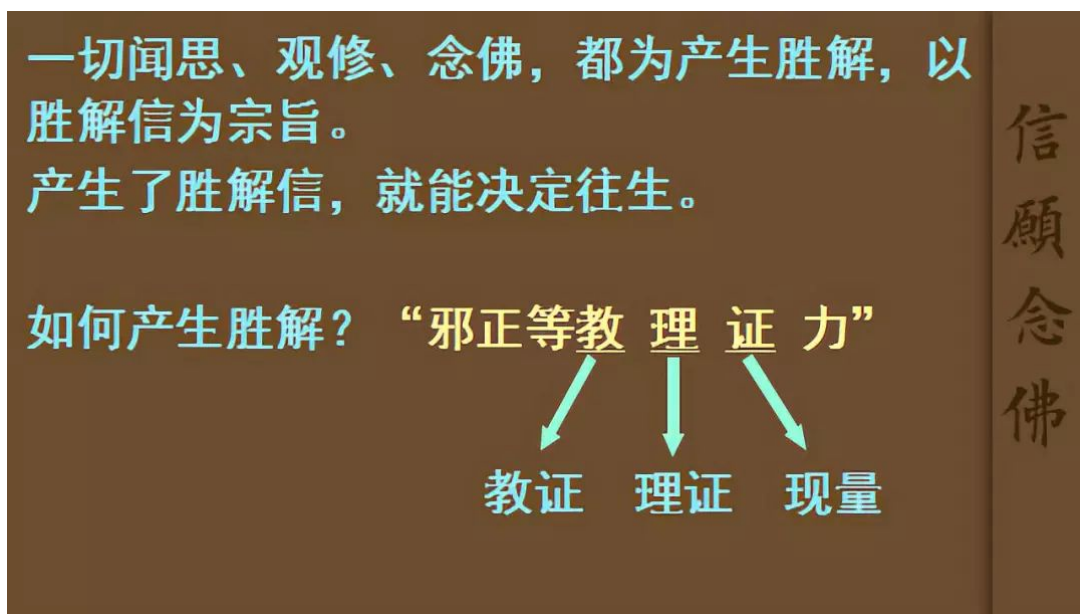 一切闻思、观修、念佛，都为产生胜解，以
胜解信为宗旨。
产生了胜解信，就能决定往生。
如何产生胜解？“邪正等教 理 证 力”
教证 理证 现量
信願念佛